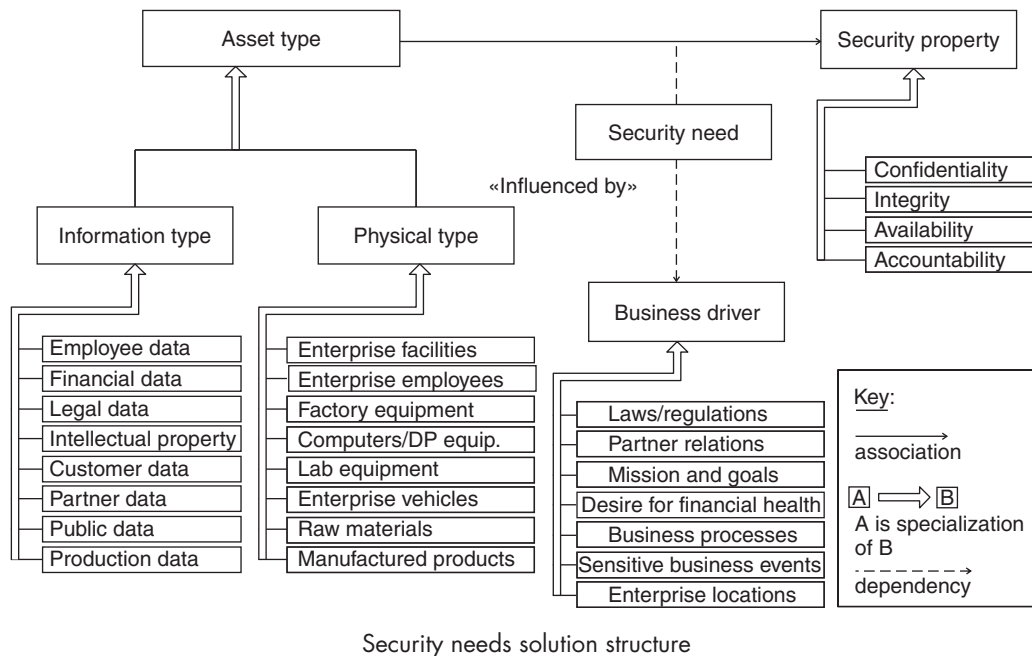 Asset type
Security property
Security need
«Influenced by»
Confidentiality
Integrity
Availability
Accountability
Information type
Physical type
Business driver
Employee data
Financial data
Legal data
Intellectual property
Customer data
Partner data
Public data
Production data
Enterprise facilities
Enterprise employees
Factory equipment
Computers/DP equip.
Lab equipment
Enterprise vehicles
Raw materials
Manufactured products
Laws/regulations
Partner relations
Mission and goals
Desire for financial health
Business processes
Sensitive business events
Enterprise locations
Key:
association
A B
A is specialization
of B
dependency
Security needs solution structure